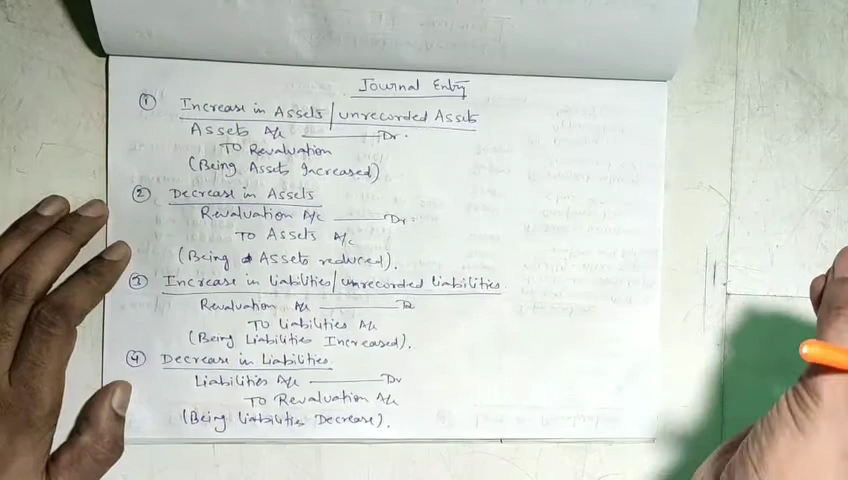 Journal Entry
① Increase in Assets/unrecorded Assets
Assets A/c ——— Dr.
To Revaluation
(Being Assets Increased)
② Decrease in Assets
Revaluation A/c ——— Dr.
To Assets A/c
(Being Assets reduced).
③ Increase in liabilities/unrecorded liabilities.
Revaluation A/c ———
To Liabilities A/c
(Being Liabilities Increased).
④ Decrease in Liabilities.
Liabilities A/c ——— Dr
To Revaluation A/c
(Being liabilities Decrease).